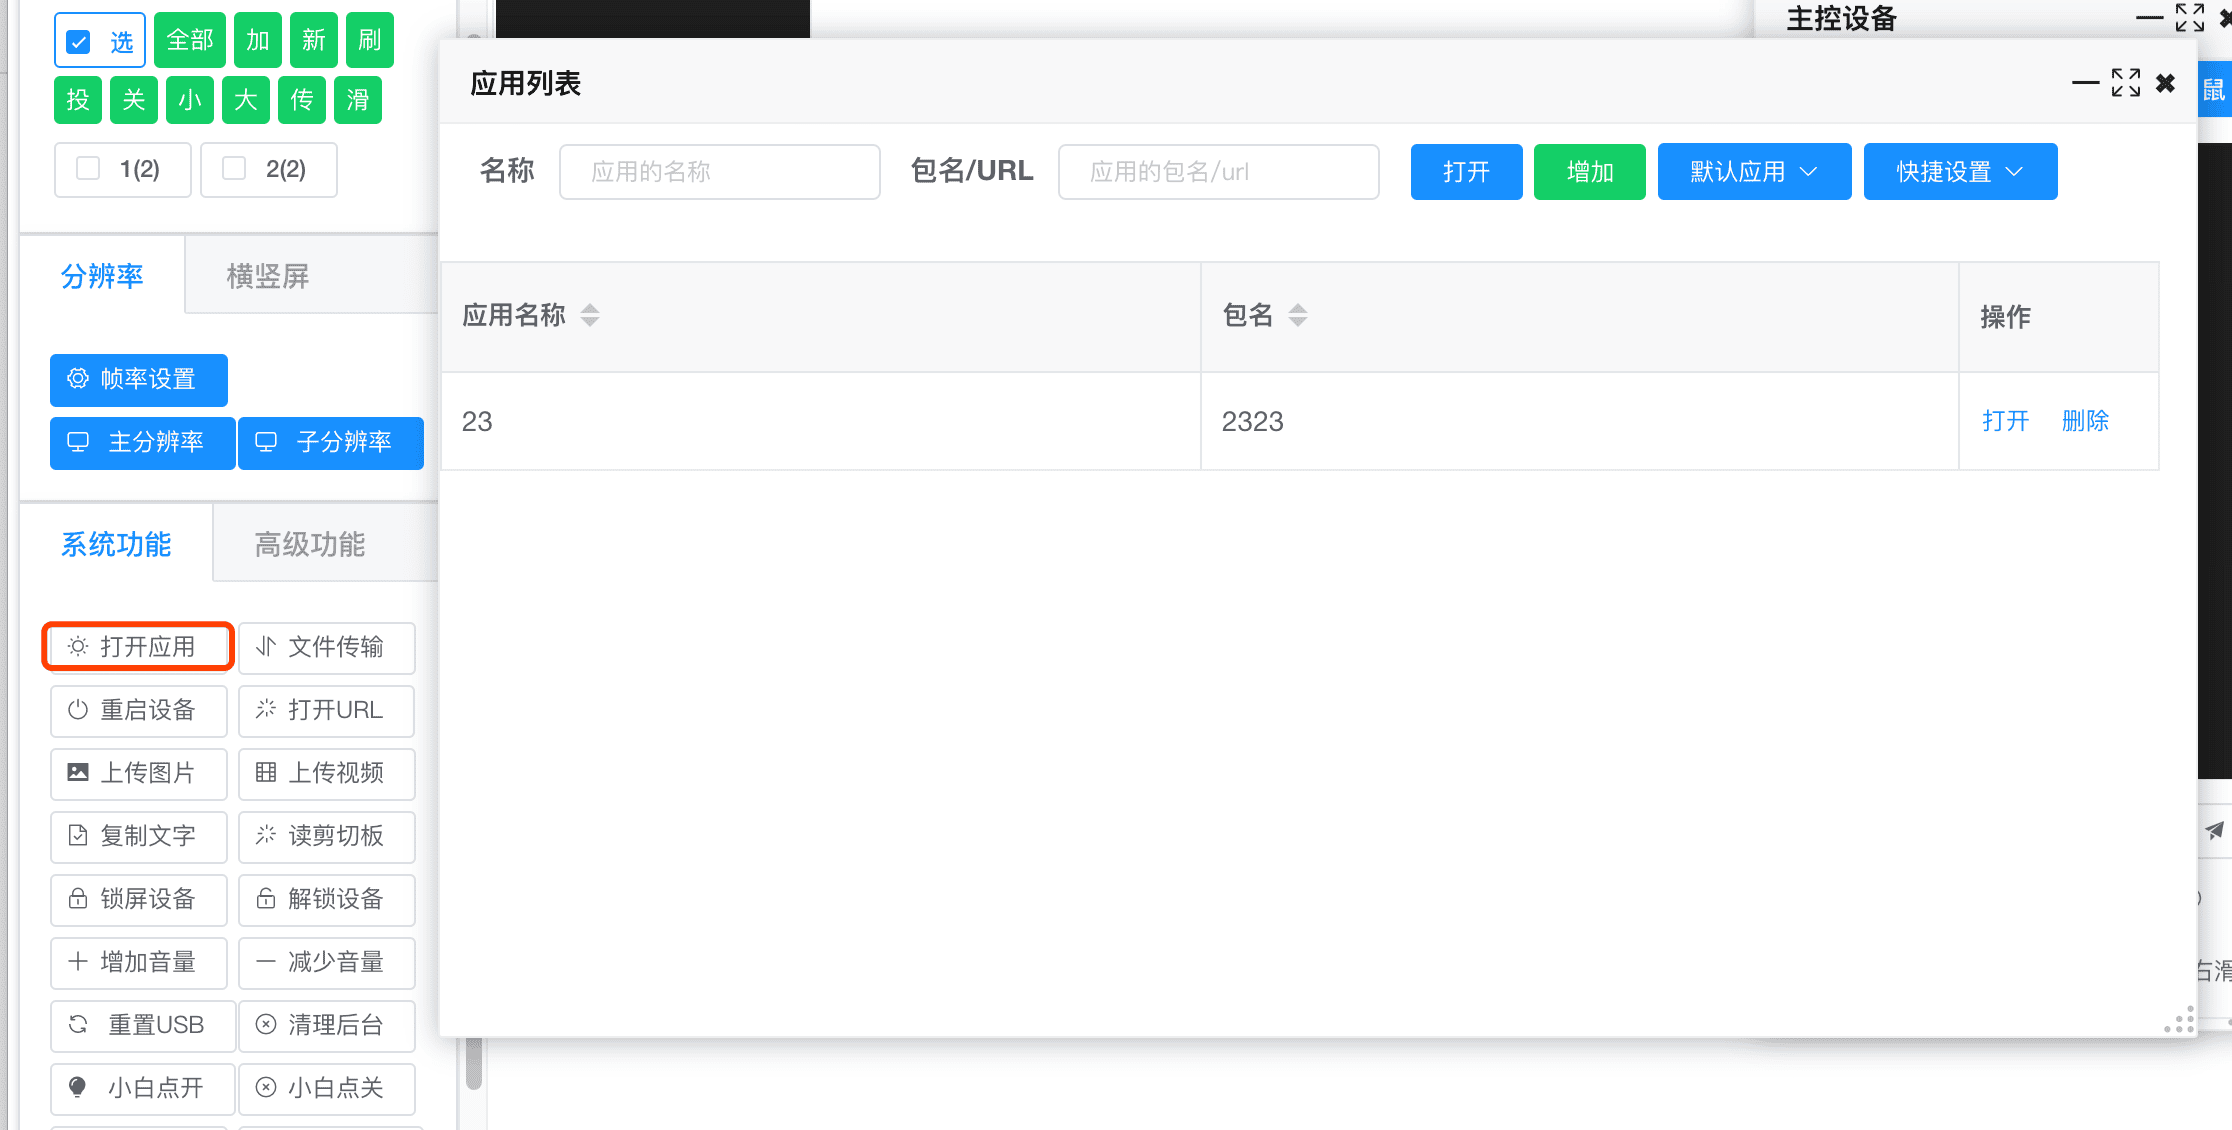 选 全部 加 新 刷
投 关 小 大 传 滑
1(2) 2(2)
分辨率 横竖屏
帧率设置
主分辨率 子分辨率
系统功能 高级功能
打开应用 文件传输
重启设备 打开URL
上传图片 上传视频
复制文字 读剪切板
锁屏设备 解锁设备
增加音量 减少音量
重置USB 清理后台
小白点开 小白点关
主控设备
应用列表
名称 应用的名称 包名/URL 应用的包名/url 打开 增加 默认应用 快捷设置
应用名称 包名 操作
23 2323 打开 删除
鼠
右滑